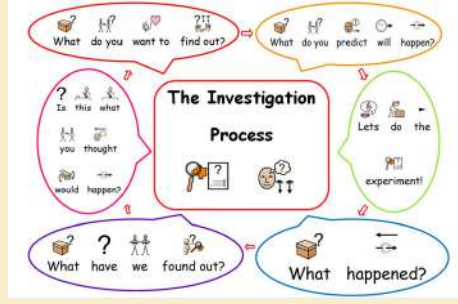 What do you want to find out?
What do you predict will happen?
Lets do the
experiment!
What happened?
What have we found out?
Is this what
you thought
would happen?
The Investigation
Process